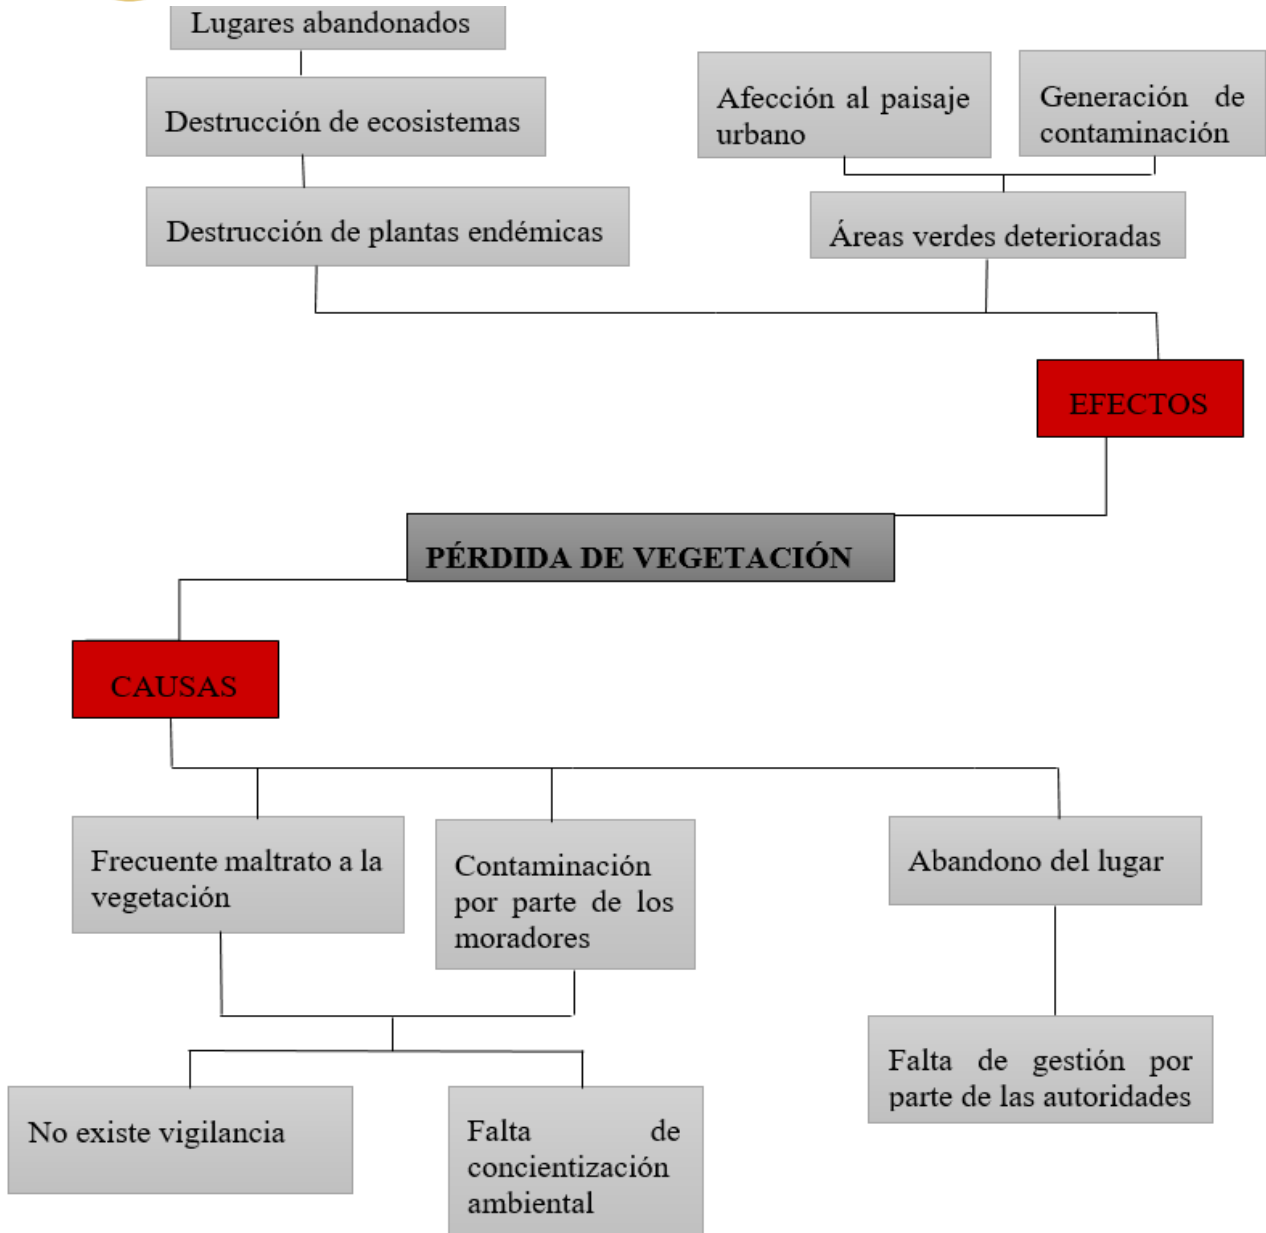 Lugares abandonados
Destrucción de ecosistemas
Destrucción de plantas endémicas
Afección al paisaje
urbano
Generación de
contaminación
Áreas verdes deterioradas
EFECTOS
PÉRDIDA DE VEGETACIÓN
CAUSAS
Frecuente maltrato a la
vegetación
Contaminación
por parte de los
moradores
Abandono del lugar
No existe vigilancia
Falta de
concientización
ambiental
Falta de gestión por
parte de las autoridades